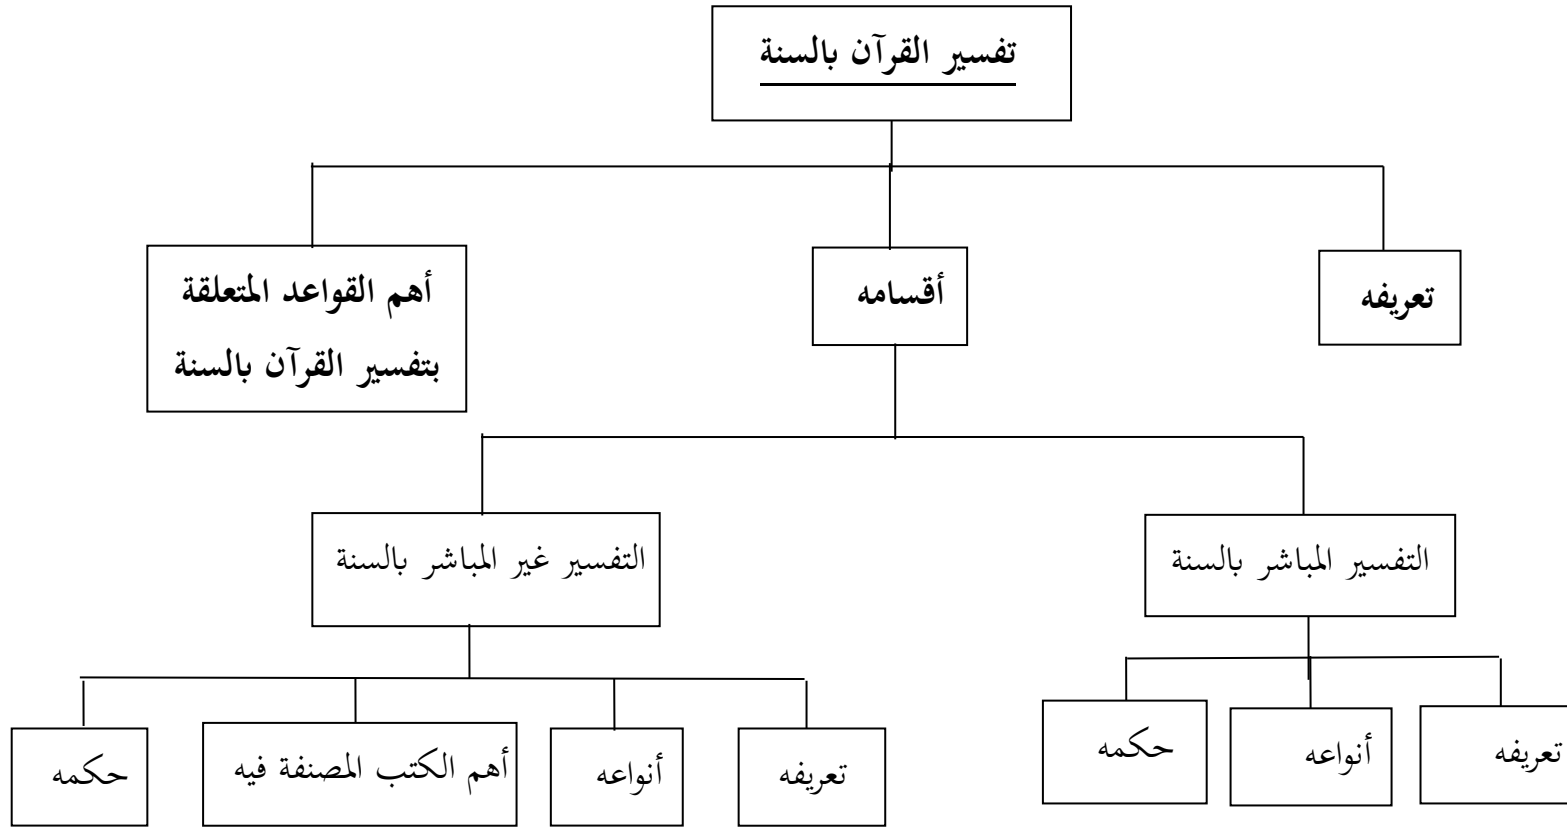 تفسير القرآن بالسنة
تعريفه
أقسامه
أهم القواعد المتعلقة
بتفسير القرآن بالسنة
التفسير المباشر بالسنة
التفسير غير المباشر بالسنة
تعريفه
أنواعه
حكمه
تعريفه
أنواعه
أهم الكتب المصنفة فيه
حكمه